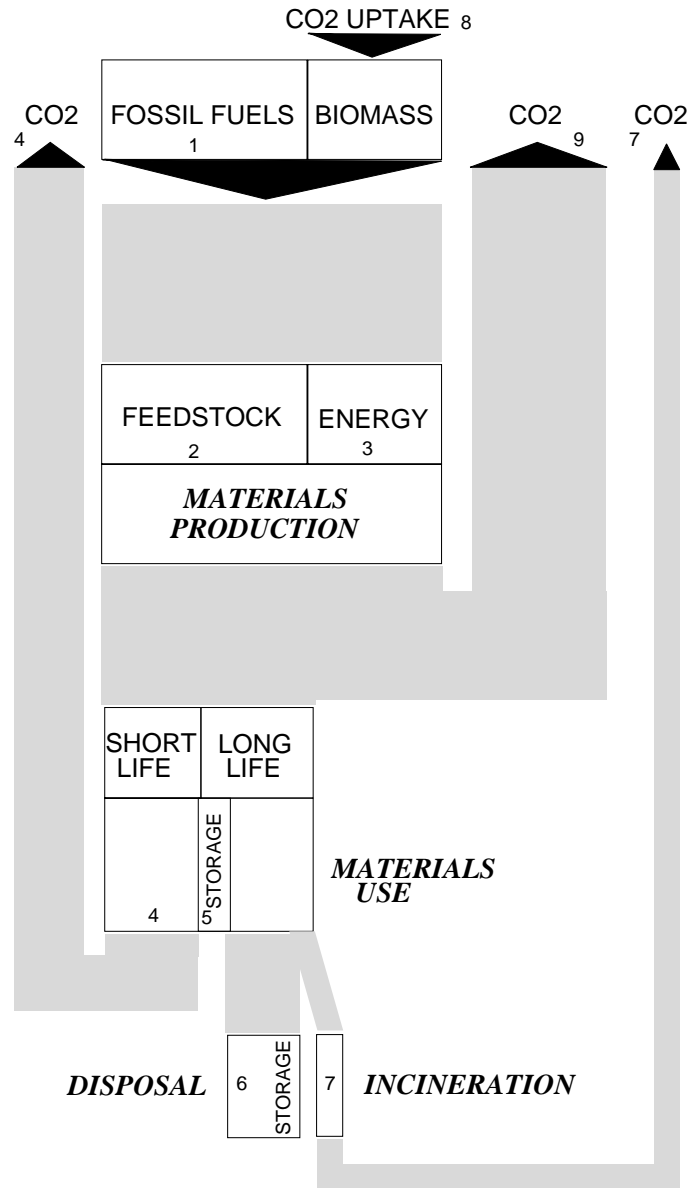 CO2 UPTAKE 8
CO2 FOSSIL FUELS BIOMASS CO2 CO2
4 1 9 7
FEEDSTOCK ENERGY
2 3
MATERIALS
PRODUCTION
SHORT LONG
LIFE LIFE
STORAGE
4 5
MATERIALS
USE
DISPOSAL 6 STORAGE 7 INCINERATION